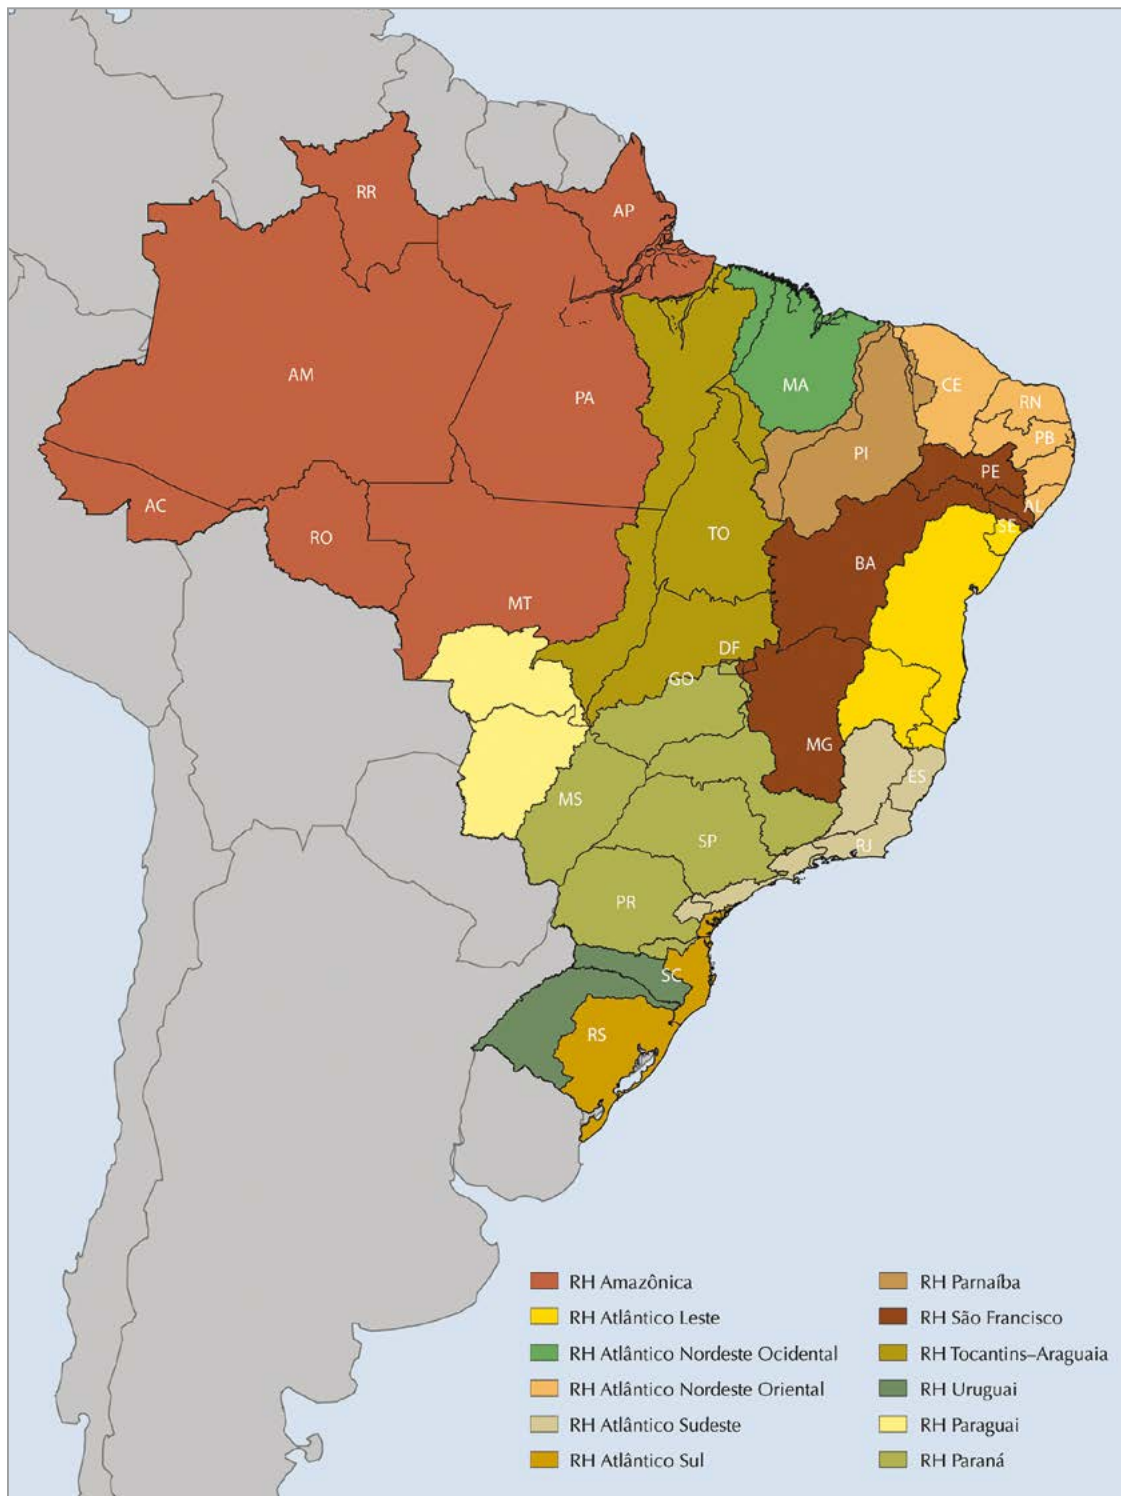 RR
AP
AM
PA
MA
CE
RN
PB
PI
PE
AC
AL
SE
RO
TO
BA
MT
DF
GO
MG
MS
ES
SP
RJ
PR
SC
RS
RH Amazônica
RH Atlântico Leste
RH Atlântico Nordeste Ocidental
RH Atlântico Nordeste Oriental
RH Atlântico Sudeste
RH Atlântico Sul
RH Parnaíba
RH São Francisco
RH Tocantins–Araguaia
RH Uruguai
RH Paraguai
RH Paraná